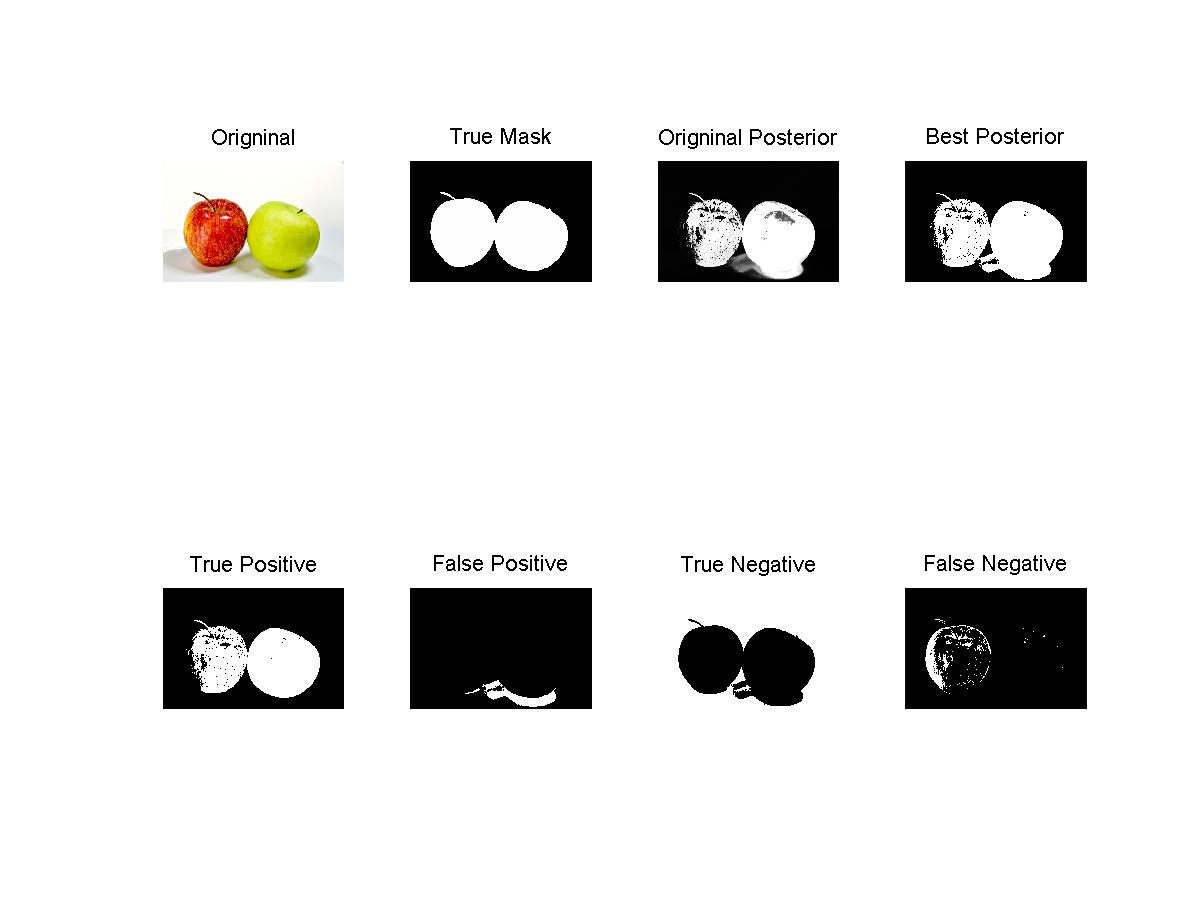 Origninal
True Mask
Origninal Posterior
Best Posterior
True Positive
False Positive
True Negative
False Negative